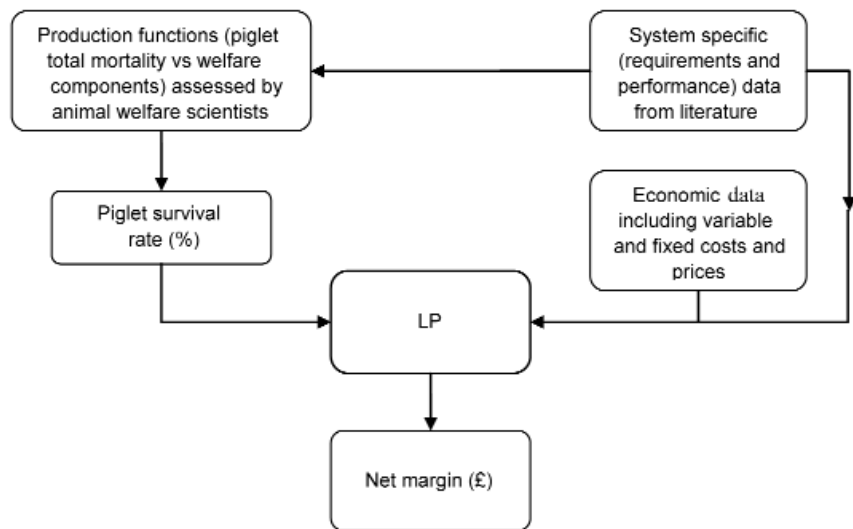 Production functions (piglet
total mortality vs welfare
components) assessed by
animal welfare scientists
System specific
(requirements and
performance) data
from literature
Piglet survival
rate (%)
Economic data
including variable
and fixed costs and
prices
LP
Net margin (£)